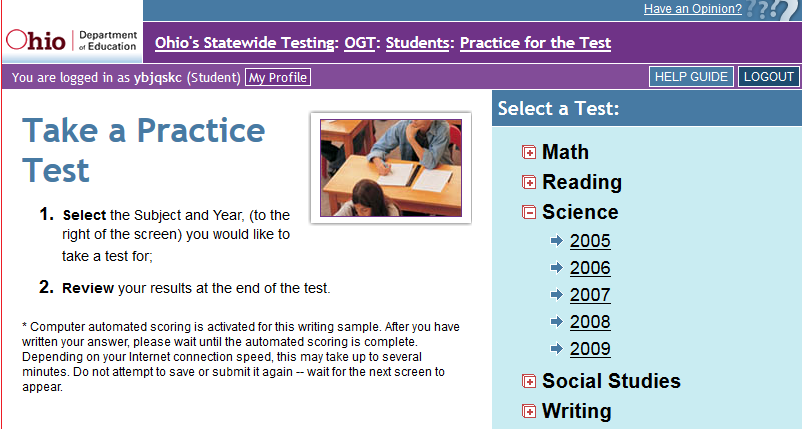 Have an Opinion?
Ohio Department
of Education
Ohio's Statewide Testing: OGT: Students: Practice for the Test
You are logged in as ybjqskc (Student) My Profile
HELP GUIDE LOGOUT
Take a Practice
Test
1. Select the Subject and Year, (to the
right of the screen) you would like to
take a test for;
2. Review your results at the end of the test.
* Computer automated scoring is activated for this writing sample. After you have
written your answer, please wait until the automated scoring is complete.
Depending on your Internet connection speed, this may take up to several
minutes. Do not attempt to save or submit it again -- wait for the next screen to
appear.
Select a Test:
Math
Reading
Science
2005
2006
2007
2008
2009
Social Studies
Writing